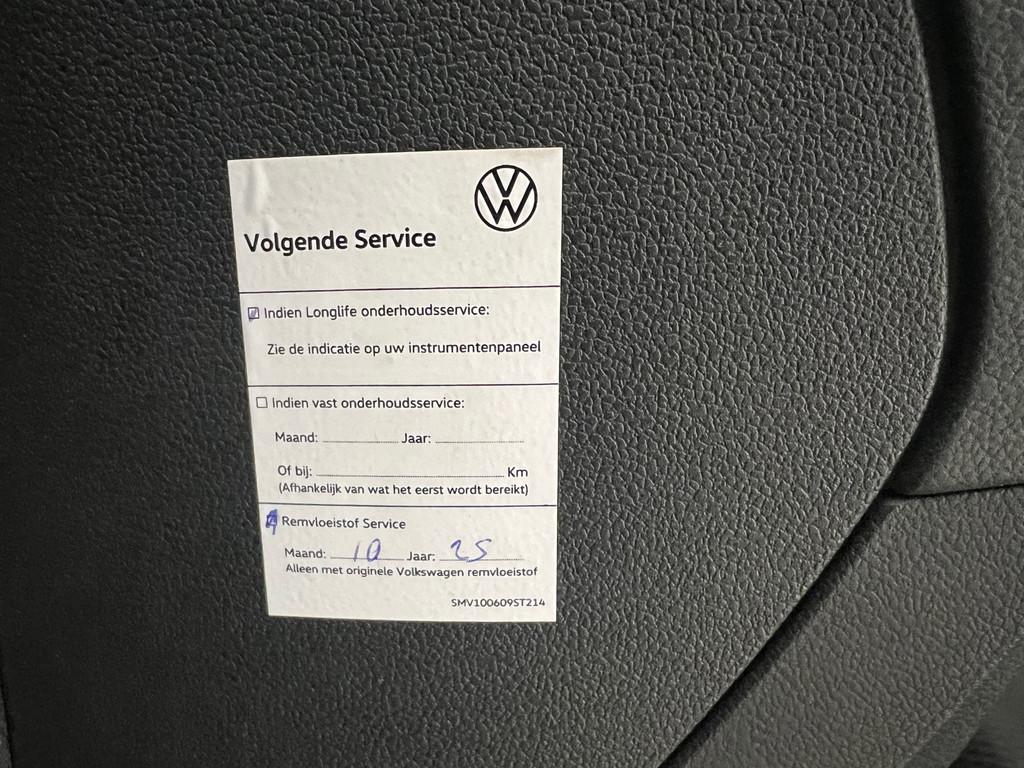 Volgende Service
Indien Longlife onderhoudsservice:
Zie de indicatie op uw instrumentenpaneel
Indien vast onderhoudsservice:
Maand: Jaar:
Of bij: Km
(Afhankelijk van wat het eerst wordt bereikt)
Remvloeistof Service
Maand: 10 Jaar: 25
Alleen met originele Volkswagen remvloeistof
SMV100609ST214